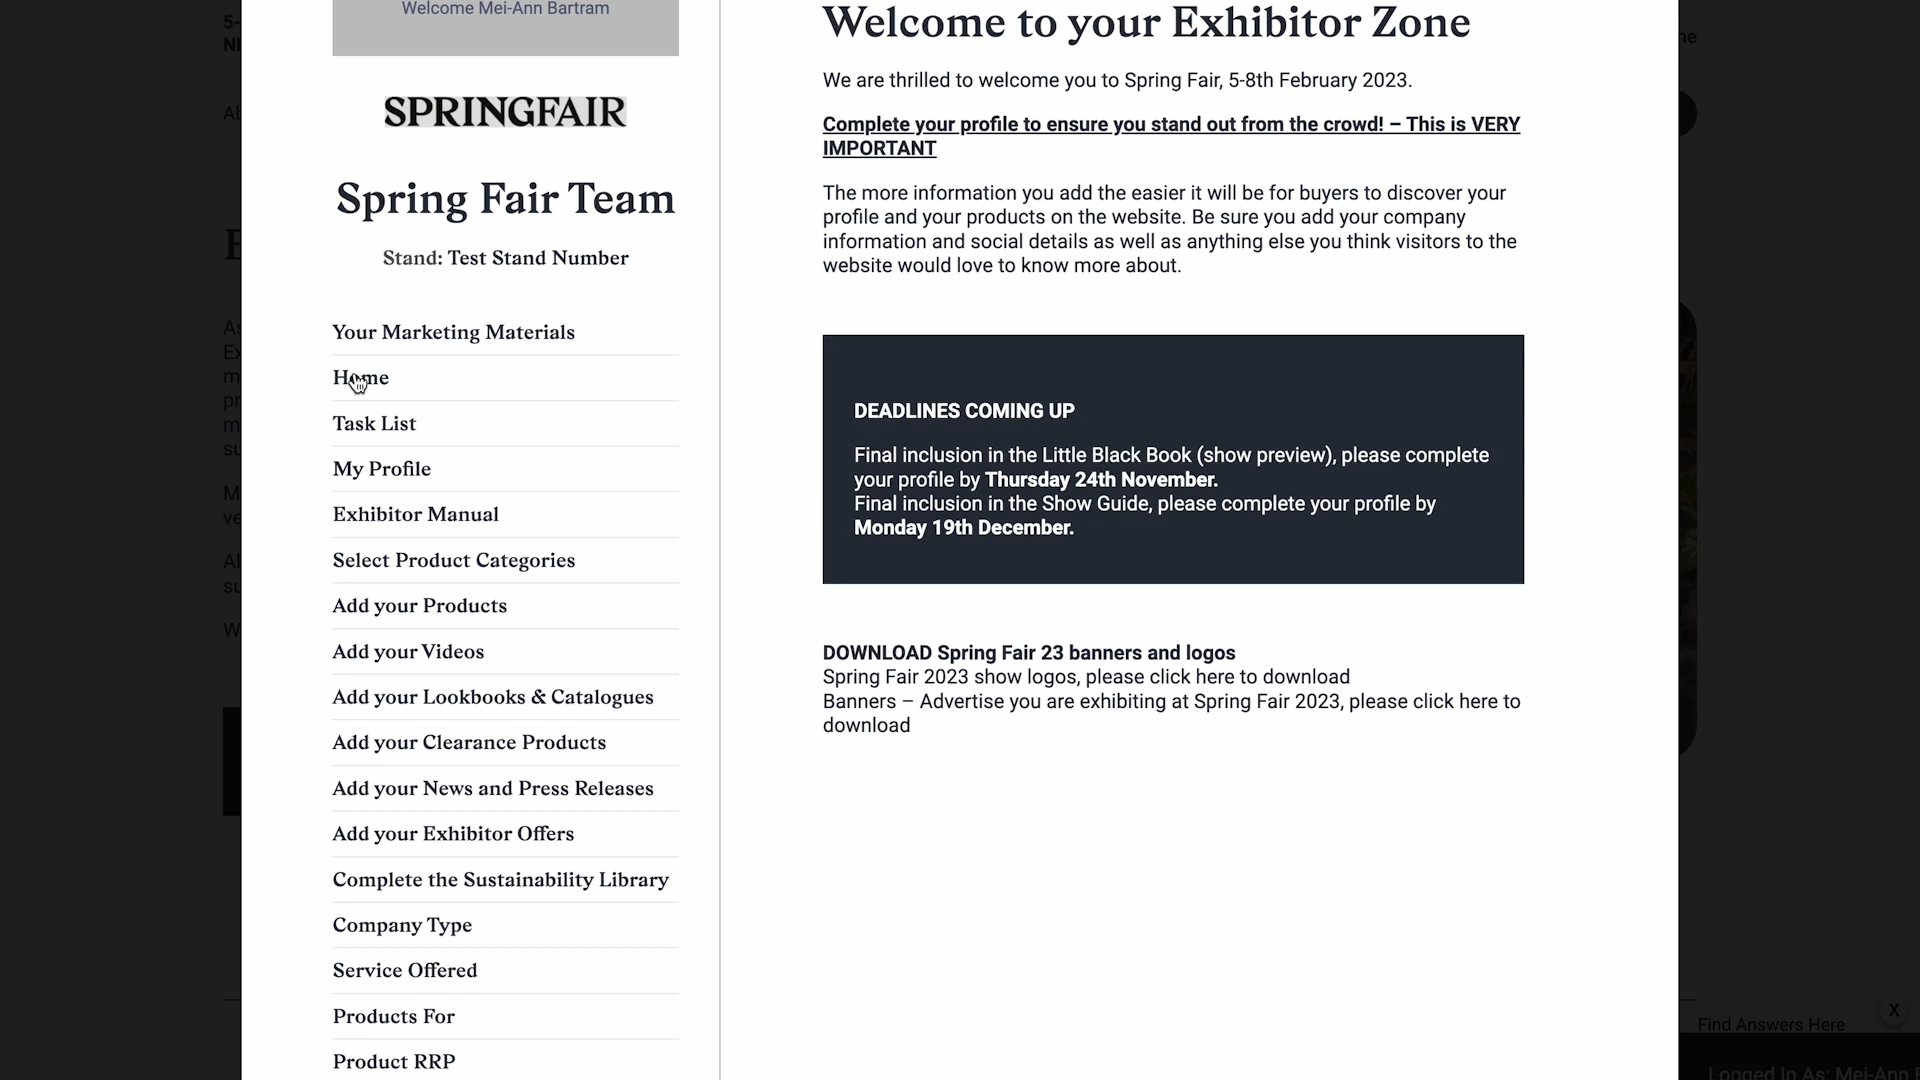 Welcome Mei-Ann Bartram
SPRINGFAIR
Spring Fair Team
Stand: Test Stand Number
Your Marketing Materials
Home
Task List
My Profile
Exhibitor Manual
Select Product Categories
Add your Products
Add your Videos
Add your Lookbooks & Catalogues
Add your Clearance Products
Add your News and Press Releases
Add your Exhibitor Offers
Complete the Sustainability Library
Company Type
Service Offered
Products For
Product RRP
Welcome to your Exhibitor Zone
We are thrilled to welcome you to Spring Fair, 5-8th February 2023.
Complete your profile to ensure you stand out from the crowd! – This is VERY
IMPORTANT
The more information you add the easier it will be for buyers to discover your
profile and your products on the website. Be sure you add your company
information and social details as well as anything else you think visitors to the
website would love to know more about.
DEADLINES COMING UP
Final inclusion in the Little Black Book (show preview), please complete
your profile by Thursday 24th November.
Final inclusion in the Show Guide, please complete your profile by
Monday 19th December.
DOWNLOAD Spring Fair 23 banners and logos
Spring Fair 2023 show logos, please click here to download
Banners – Advertise you are exhibiting at Spring Fair 2023, please click here to
download
X
Find Answers Here
Logged In As: Mei-Ann